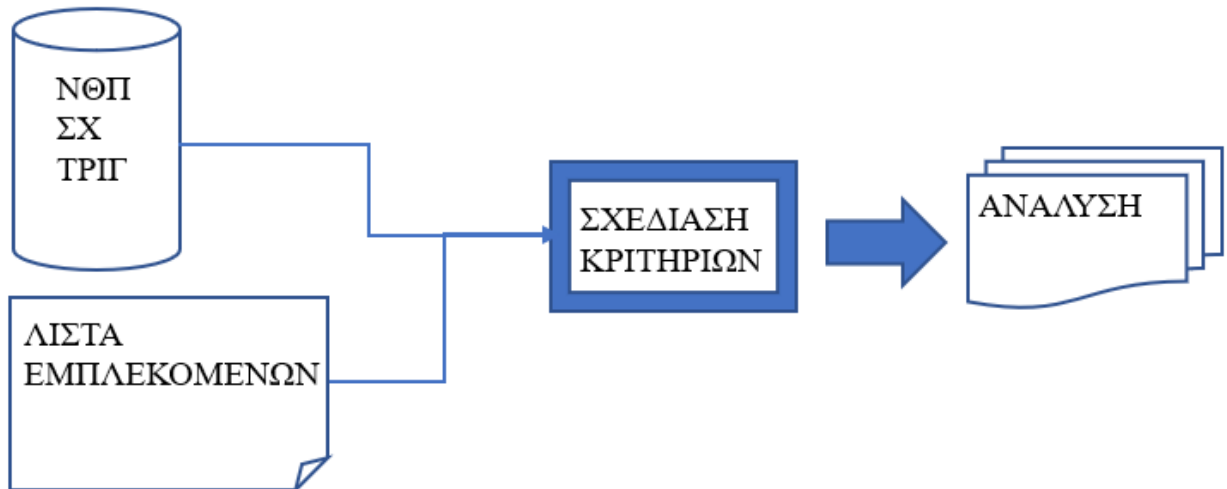 ΝΘΠ
ΣΧ
ΤΡΙΓ
ΣΧΕΔΙΑΣΗ
ΚΡΙΤΗΡΙΩΝ
ΑΝΑΛΥΣΗ
ΛΙΣΤΑ
ΕΜΠΛΕΚΟΜΕΝΩΝ